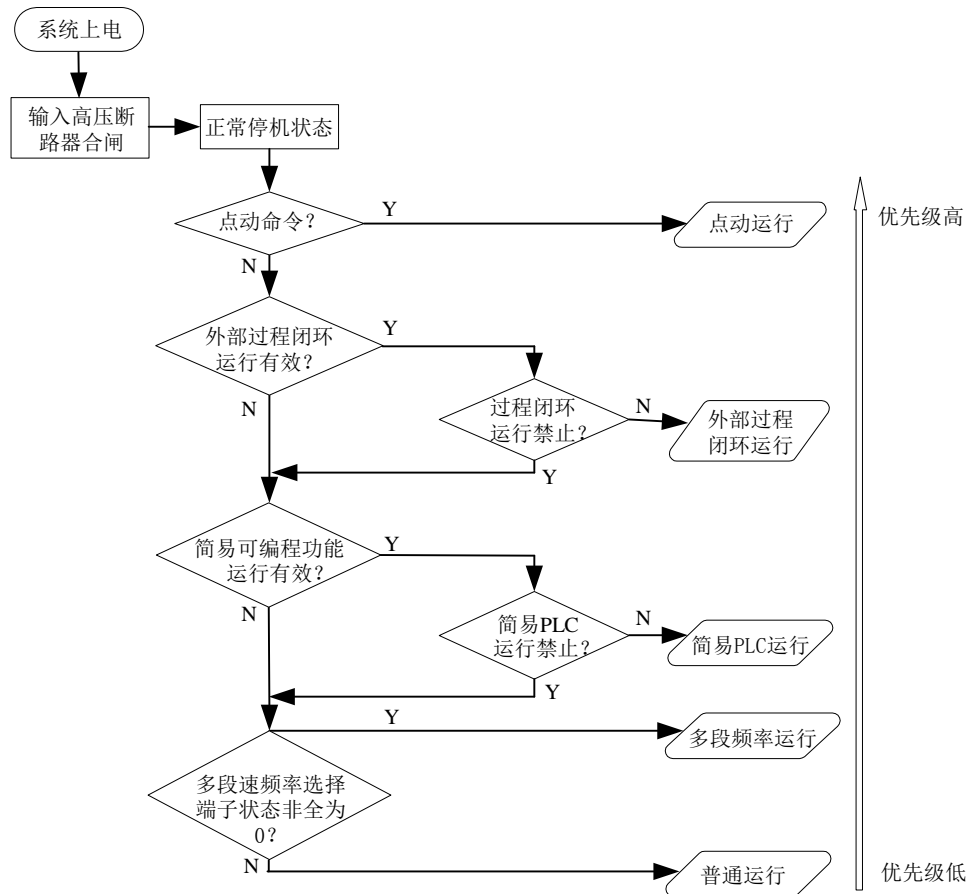 系统上电
输入高压断
路器合闸
正常停机状态
点动命令?
Y
点动运行
优先级高
N
外部过程闭环
运行有效?
Y
N
过程闭环
运行禁止?
N
外部过程
闭环运行
Y
简易可编程功能
运行有效?
Y
N
简易PLC
运行禁止?
N
简易PLC运行
Y
Y
多段频率运行
多段速频率选择
端子状态非全为
0?
N
普通运行
优先级低